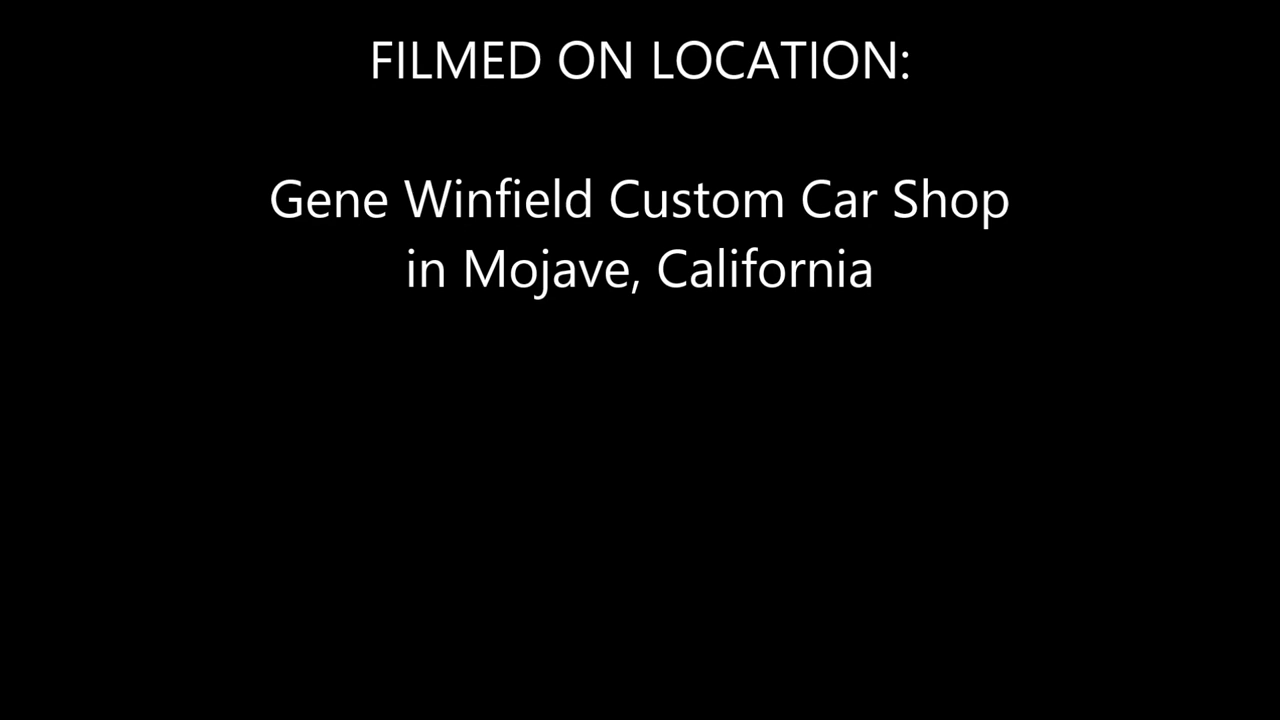 FILMED ON LOCATION:
Gene Winfield Custom Car Shop
in Mojave, California